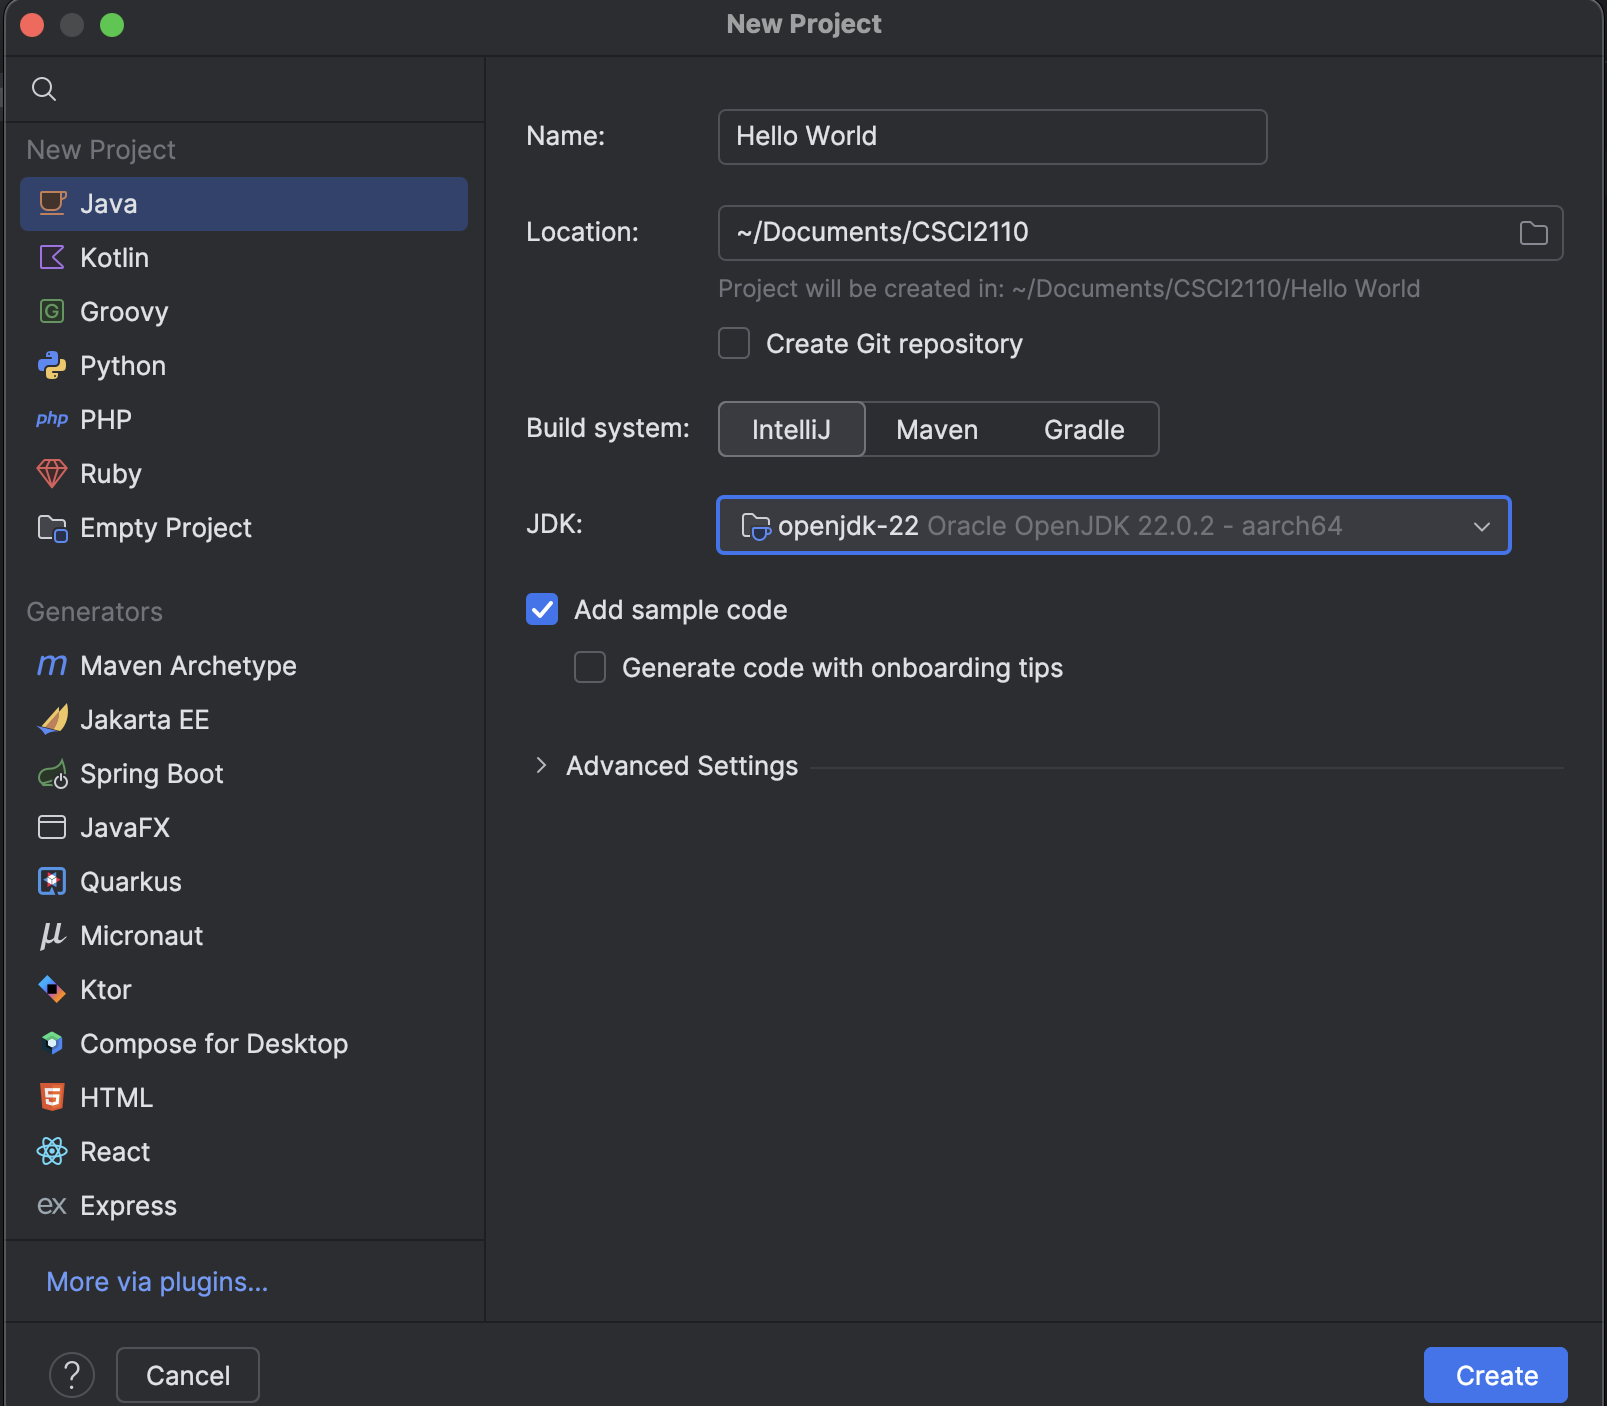 New Project
New Project
Java
Kotlin
G Groovy
Python
php PHP
Ruby
Empty Project
Generators
m Maven Archetype
Jakarta EE
Spring Boot
JavaFX
Quarkus
μ Micronaut
Ktor
Compose for Desktop
5 HTML
React
ex Express
More via plugins...
Name: Hello World
Location: ~/Documents/CSCI2110
Project will be created in: ~/Documents/CSCI2110/Hello World
Create Git repository
Build system: IntelliJ Maven Gradle
JDK: openjdk-22 Oracle OpenJDK 22.0.2 - aarch64
Add sample code
Generate code with onboarding tips
Advanced Settings
? Cancel Create